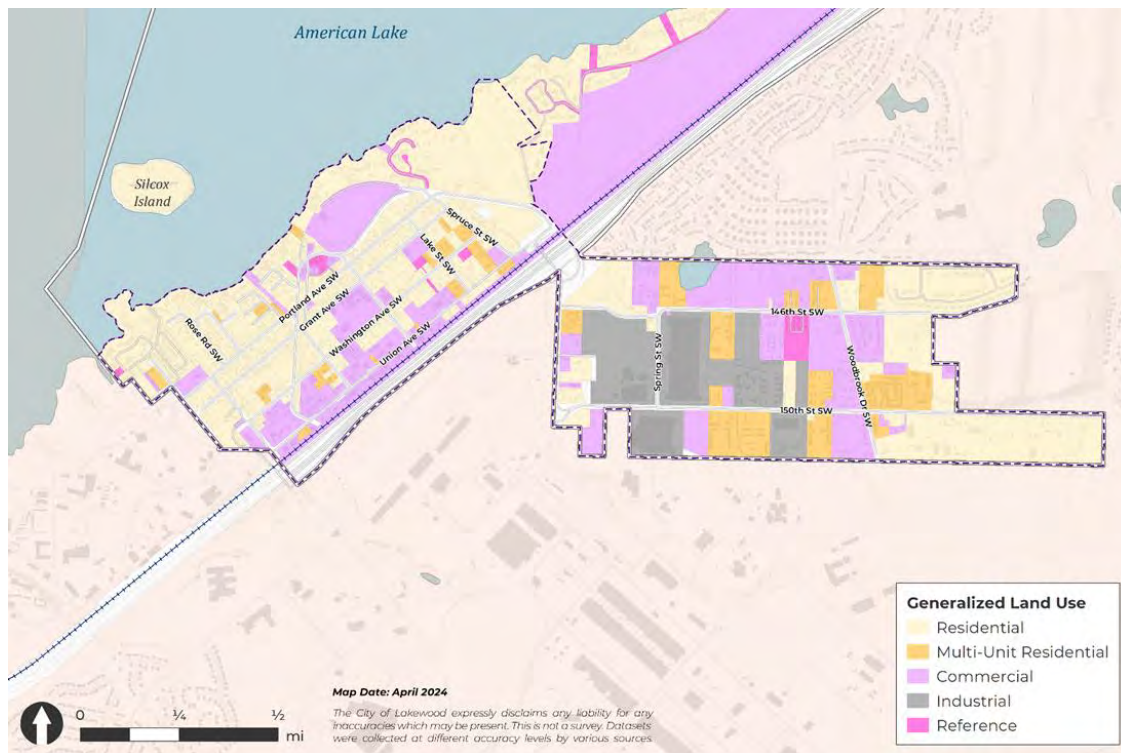 American Lake
Silcox
Island
Spruce St SW
Lake St SW
Portland Ave SW
Grant Ave SW
Rose Rd SW
Washington Ave SW
Union Ave SW
146th St SW
Spring St SW
Woodbrook Dr SW
150th St SW
Generalized Land Use
Residential
Multi-Unit Residential
Commercial
Industrial
Reference
Map Date: April 2024
The City of Lakewood expressly disclaims any liability for any
inaccuracies which may be present. This is not a survey. Datasets
were collected at different accuracy levels by various sources
0 ¼ ½
mi